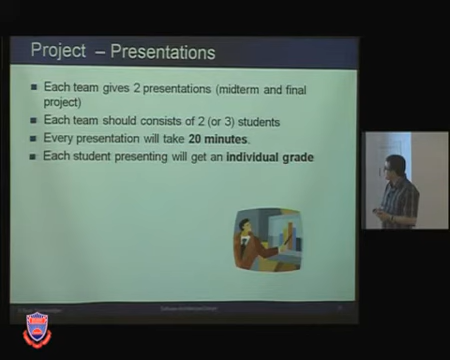 Project – Presentations
Each team gives 2 presentations (midterm and final
project)
Each team should consists of 2 (or 3) students
Every presentation will take 20 minutes.
Each student presenting will get an individual grade